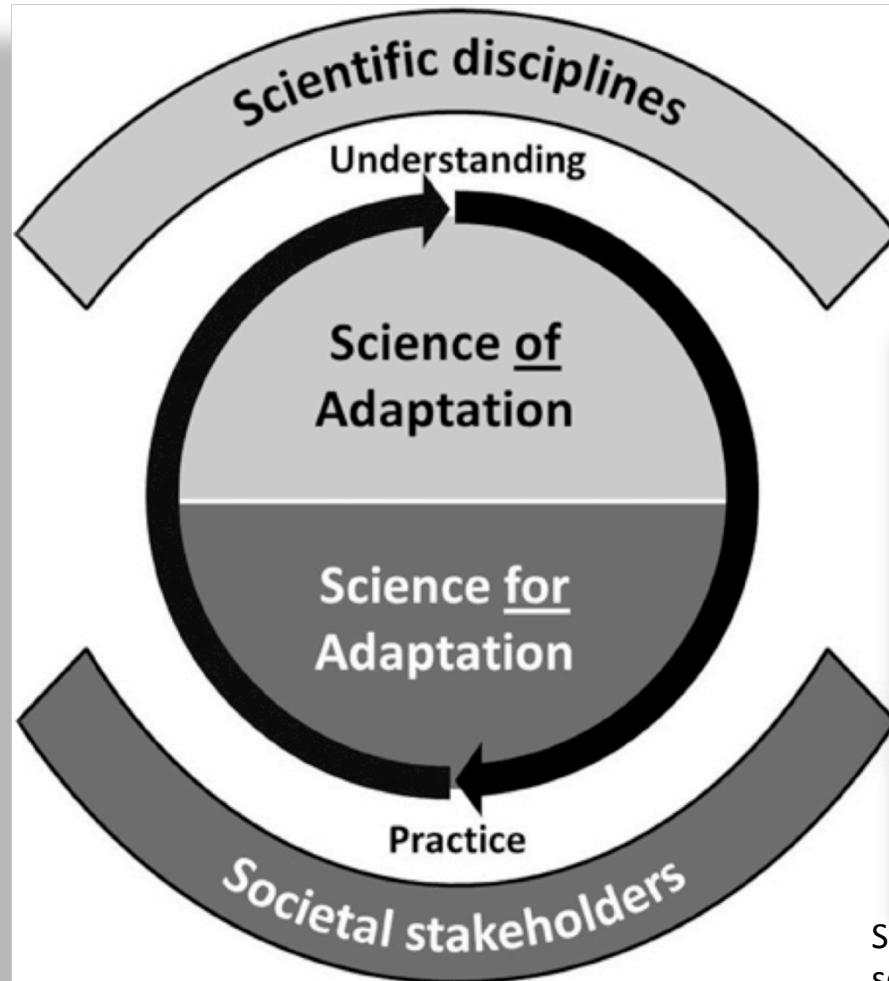 Scientific disciplines
Understanding
Science of
Adaptation
Science for
Adaptation
Practice
Societal stakeholders